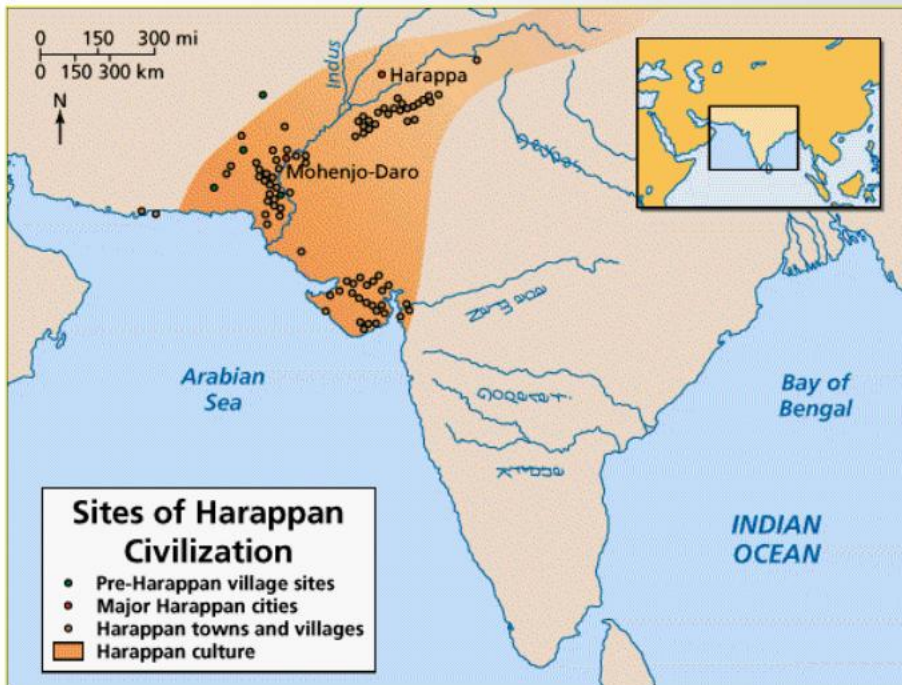 0 150 300 mi
0 150 300 km
N
Indus
Harappa
Mohenjo-Daro
Arabian
Sea
Bay of
Bengal
INDIAN
OCEAN
Sites of Harappan
Civilization
Pre-Harappan village sites
Major Harappan cities
Harappan towns and villages
Harappan culture